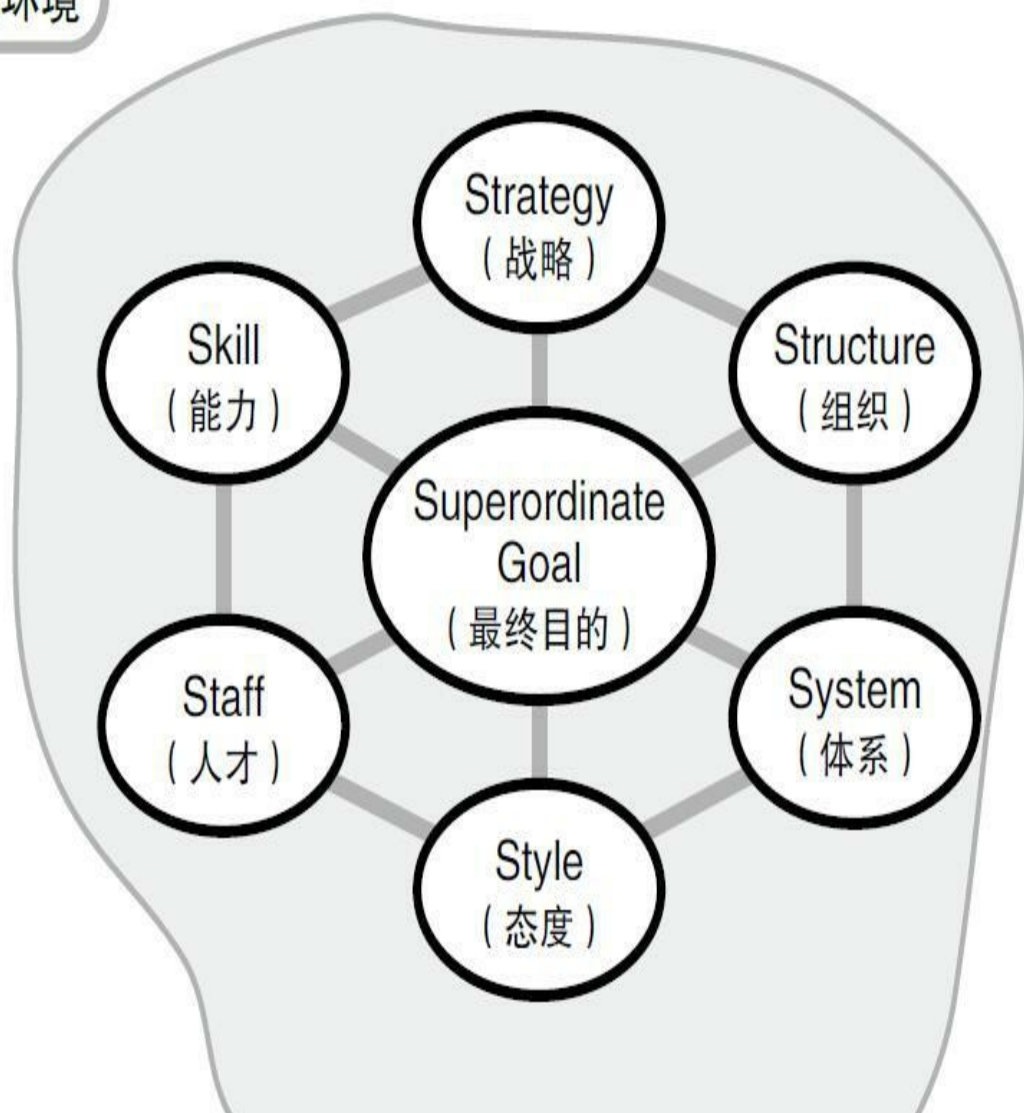 环境
Strategy
(战略)
Skill
(能力)
Structure
(组织)
Superordinate
Goal
(最终目的)
Staff
(人才)
System
(体系)
Style
(态度)